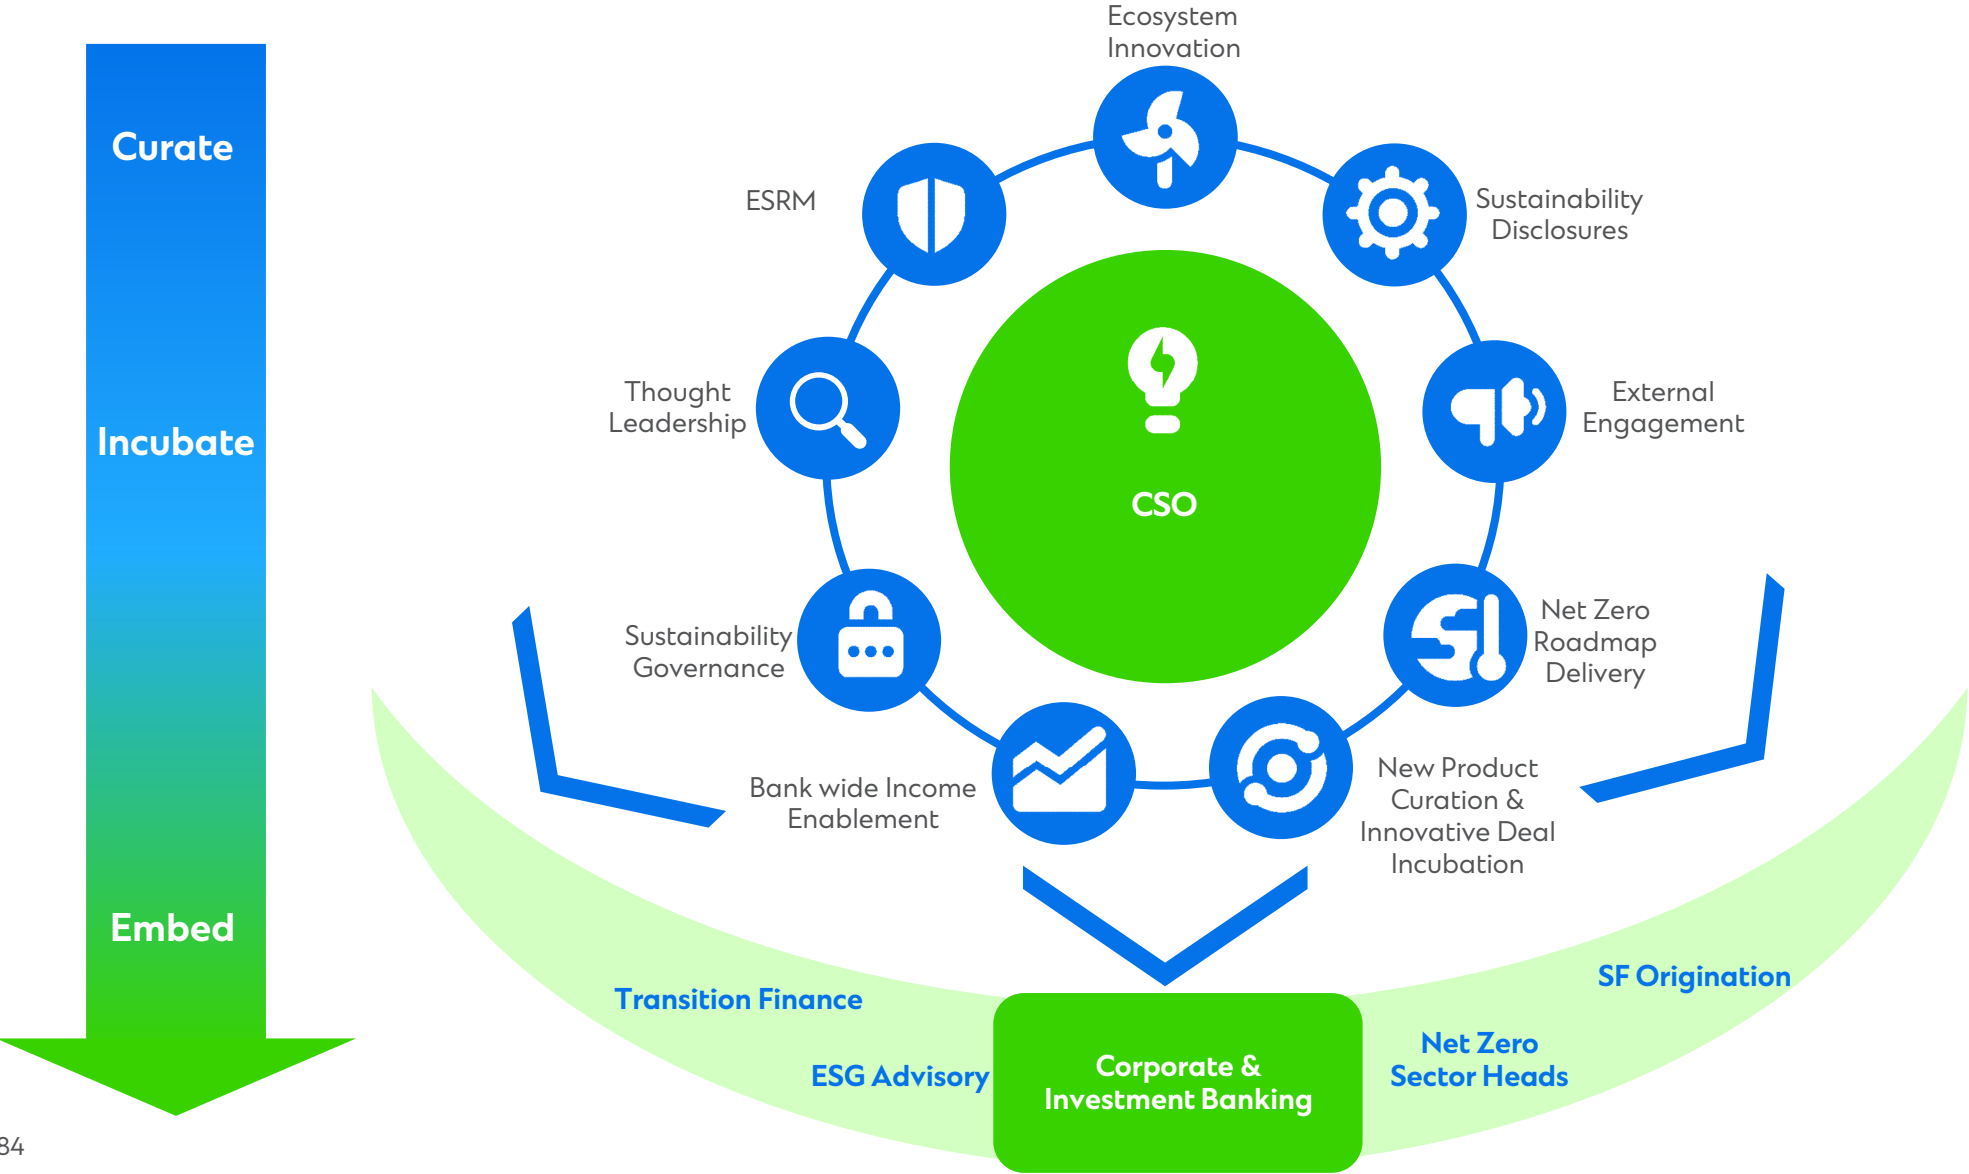 Curate
Incubate
Embed
Ecosystem
Innovation
ESRM
Sustainability
Disclosures
Thought
Leadership
External
Engagement
CSO
Sustainability
Governance
Net Zero
Roadmap
Delivery
Bank wide Income
Enablement
New Product
Curation &
Innovative Deal
Incubation
Transition Finance
ESG Advisory
Corporate &
Investment Banking
SF Origination
Net Zero
Sector Heads
84